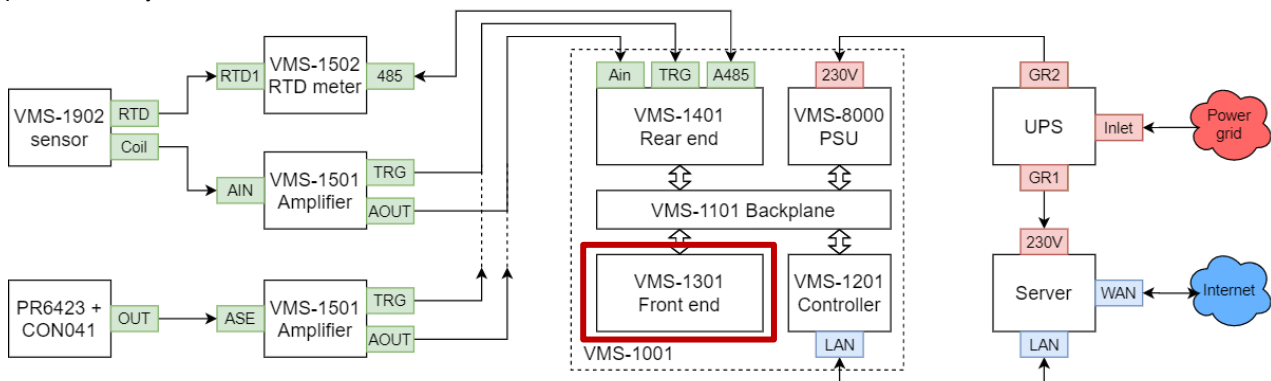 VMS-1902
sensor
RTD
Coil
RTD1
VMS-1502
RTD meter
485
AIN
VMS-1501
Amplifier
TRG
AOUT
PR6423 +
CON041
OUT
ASE
VMS-1501
Amplifier
TRG
AOUT
Ain
TRG
A485
VMS-1401
Rear end
230V
VMS-8000
PSU
VMS-1101 Backplane
VMS-1301
Front end
VMS-1201
Controller
LAN
VMS-1001
GR2
UPS
Inlet
Power
grid
GR1
230V
Server
WAN
Internet
LAN